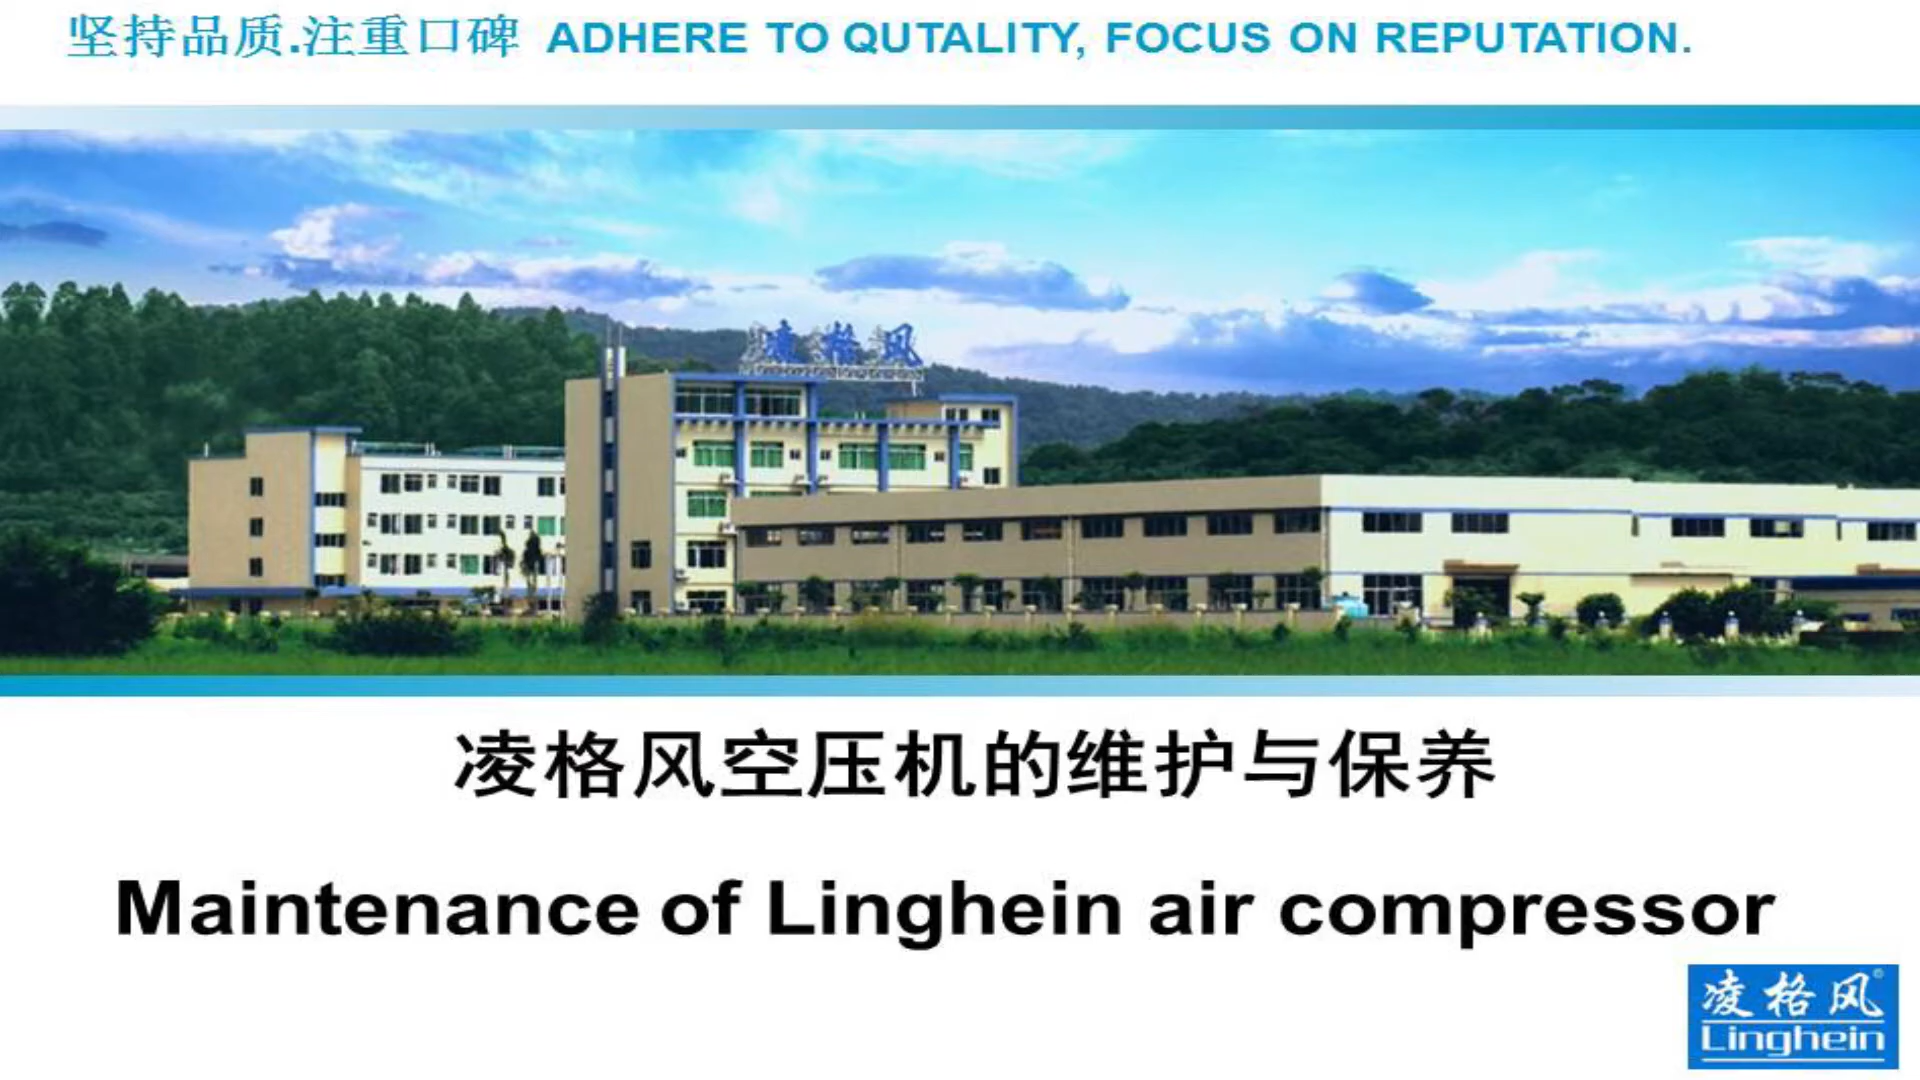 坚持品质.注重口碑 ADHERE TO QUTALITY, FOCUS ON REPUTATION.
凌格风
凌格风空压机的维护与保养
Maintenance of Linghein air compressor
凌格风®
Linghein